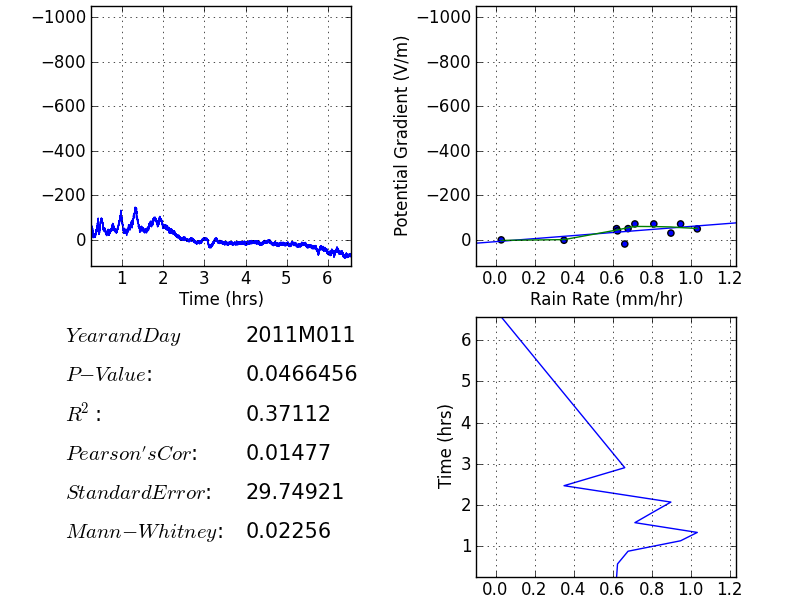 −1000
−800
−600
−400
−200
0
1 2 3 4 5 6
Time (hrs)
Potential Gradient (V/m)
−1000
−800
−600
−400
−200
0
0.0 0.2 0.4 0.6 0.8 1.0 1.2
Rain Rate (mm/hr)
YearandDay 2011M011
P−Value: 0.0466456
R²: 0.37112
Pearson'sCor: 0.01477
StandardError: 29.74921
Mann−Whitney: 0.02256
Time (hrs)
6
5
4
3
2
1
0.0 0.2 0.4 0.6 0.8 1.0 1.2